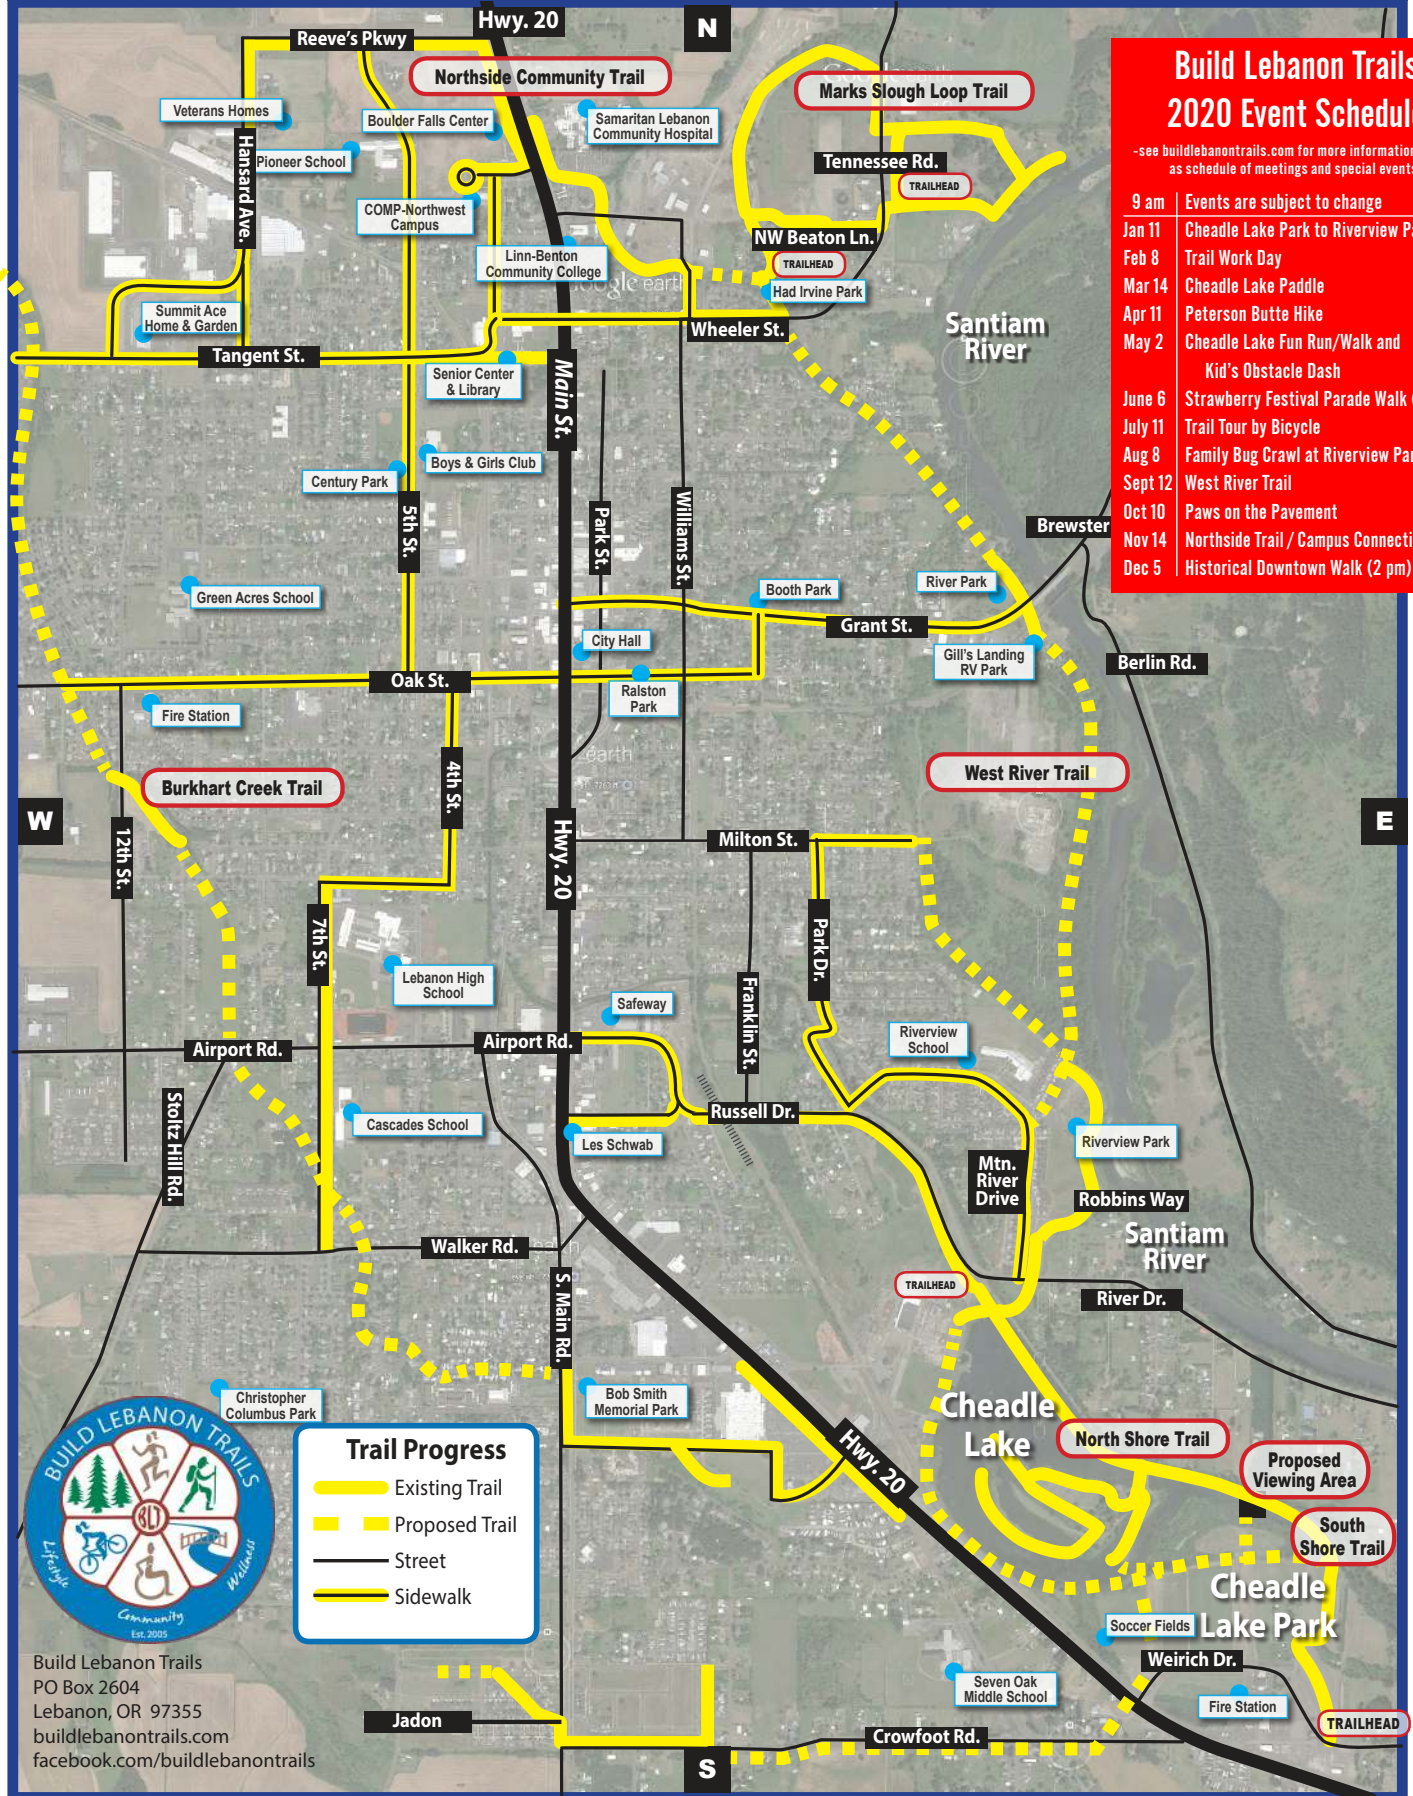 Hwy. 20
N
Reeve's Pkwy
Northside Community Trail
Marks Slough Loop Trail
Google earth
Veterans Homes
Boulder Falls Center
Samaritan Lebanon
Community Hospital
Hansard Ave.
Pioneer School
Tennessee Rd.
TRAILHEAD
COMP-Northwest
Campus
NW Beaton Ln.
Linn-Benton
Community College
TRAILHEAD
Google earth
Had Irvine Park
Summit Ace
Home & Garden
Wheeler St.
Santiam
River
Tangent St.
Senior Center
& Library
Main St.
Boys & Girls Club
Century Park
5th St.
Park St.
Williams St.
Brewster
Green Acres School
Booth Park
River Park
Grant St.
City Hall
Gill's Landing
RV Park
Berlin Rd.
Oak St.
Ralston
Park
Fire Station
earth
West River Trail
Burkhart Creek Trail
4th St.
W
E
12th St.
Hwy. 20
Milton St.
7th St.
Park Dr.
Lebanon High
School
Franklin St.
Safeway
Riverview
School
Airport Rd.
Airport Rd.
Stoltz Hill Rd.
Cascades School
Russell Dr.
Les Schwab
Riverview Park
Mtn.
River
Drive
Robbins Way
Santiam
River
Walker Rd.
earth
S. Main Rd.
TRAILHEAD
River Dr.
Christopher
Columbus Park
Bob Smith
Memorial Park
Cheadle
Lake
North Shore Trail
Hwy. 20
Proposed
Viewing Area
South
Shore Trail
Cheadle
Lake Park
Soccer Fields
Weirich Dr.
Seven Oak
Middle School
Fire Station
TRAILHEAD
Jadon
Crowfoot Rd.
S
Build Lebanon Trails
2020 Event Schedul
-see buildlebanontrails.com for more information
as schedule of meetings and special events
9 am Events are subject to change
Jan 11 Cheadle Lake Park to Riverview Pa
Feb 8 Trail Work Day
Mar 14 Cheadle Lake Paddle
Apr 11 Peterson Butte Hike
May 2 Cheadle Lake Fun Run/Walk and
Kid's Obstacle Dash
June 6 Strawberry Festival Parade Walk
July 11 Trail Tour by Bicycle
Aug 8 Family Bug Crawl at Riverview Par
Sept 12 West River Trail
Oct 10 Paws on the Pavement
Nov 14 Northside Trail / Campus Connecti
Dec 5 Historical Downtown Walk (2 pm)
Trail Progress
Existing Trail
Proposed Trail
Street
Sidewalk
BUILD LEBANON TRAILS
BLT
Lifestyle
Community
Wellness
Est. 2005
Build Lebanon Trails
PO Box 2604
Lebanon, OR 97355
buildlebanontrails.com
facebook.com/buildlebanontrails